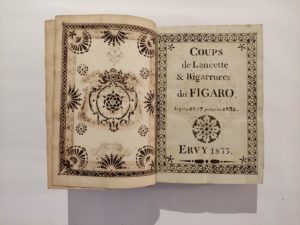 COUPS
de Lancette
& Bigarrures
du FIGARO,
ERVY 1833.